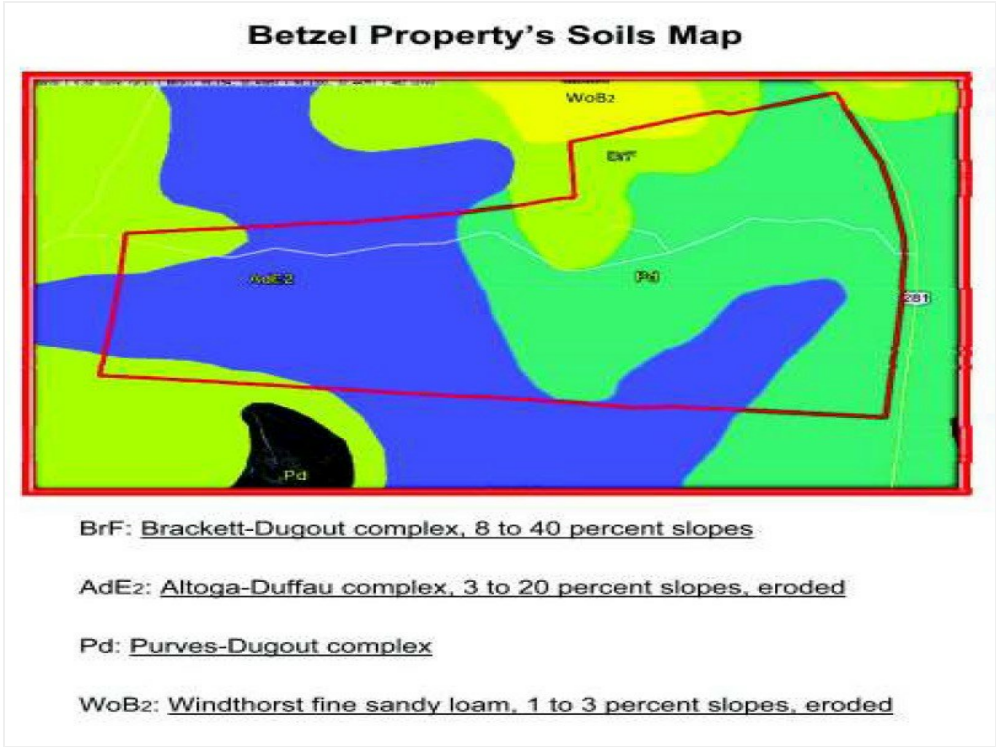 Betzel Property's Soils Map
WoB2
BrF
AdE2
Pd
281
Pd
BrF: Brackett-Dugout complex, 8 to 40 percent slopes
AdE2: Altoga-Duffau complex, 3 to 20 percent slopes, eroded
Pd: Purves-Dugout complex
WoB2: Windthorst fine sandy loam, 1 to 3 percent slopes, eroded